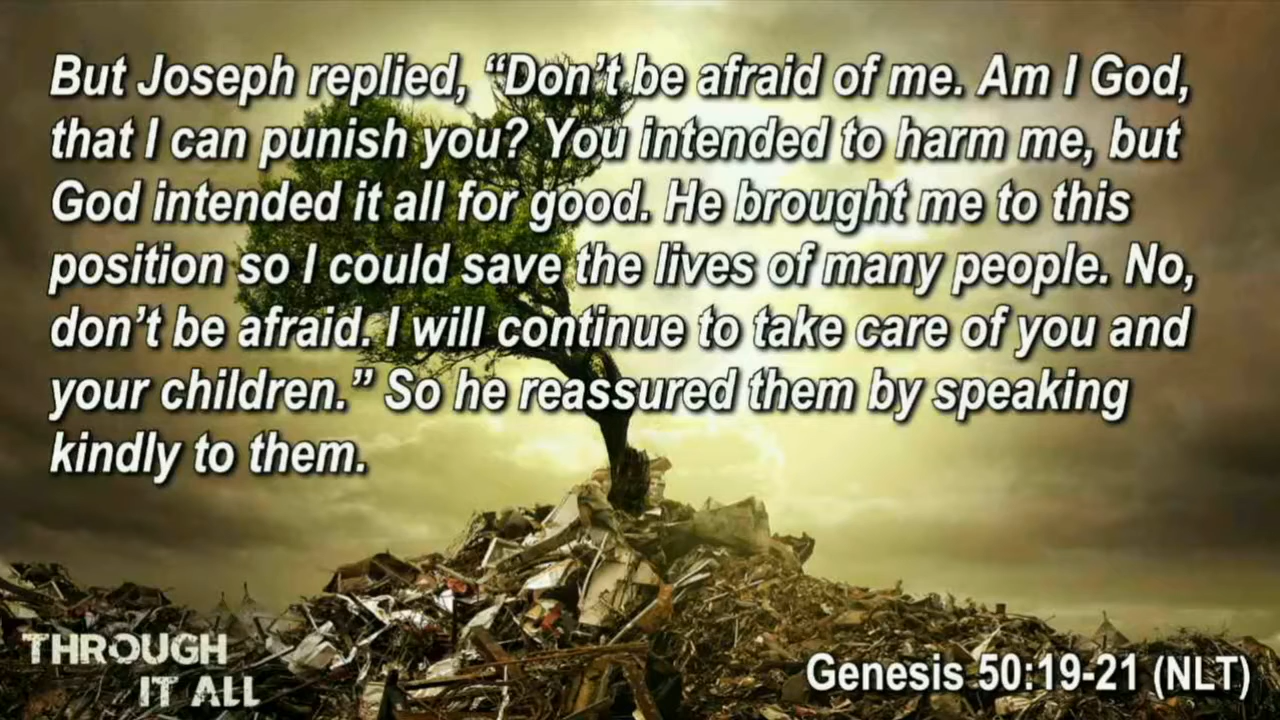 But Joseph replied, “Don’t be afraid of me. Am I God,
that I can punish you? You intended to harm me, but
God intended it all for good. He brought me to this
position so I could save the lives of many people. No,
don’t be afraid. I will continue to take care of you and
your children.” So he reassured them by speaking
kindly to them.
THROUGH
IT ALL
Genesis 50:19-21 (NLT)